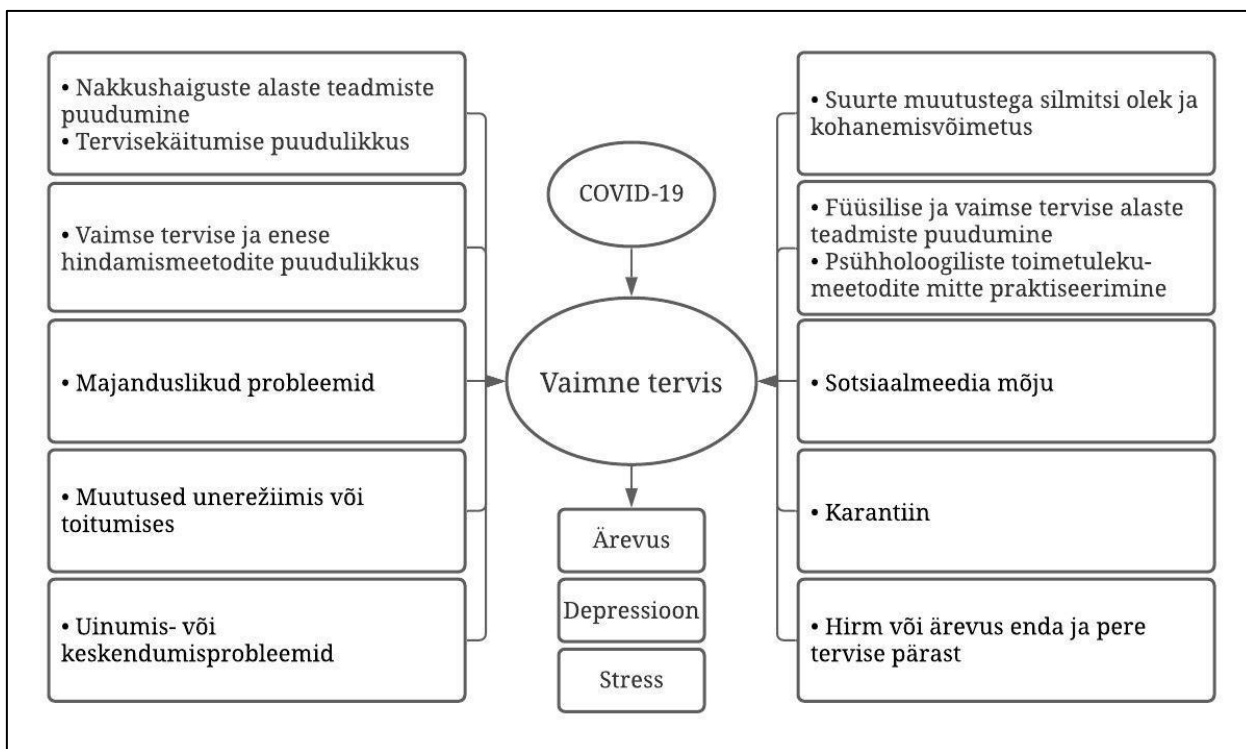 • Nakkushaiguste alaste teadmiste
puudumine
• Tervisekäitumise puudulikkus
• Vaimse tervise ja enese
hindamismeetodite puudulikkus
• Majanduslikud probleemid
• Muutused unerežiimis või
toitumises
• Uinumis- või
keskendumisprobleemid
COVID-19
Vaimne tervis
Ärevus
Depressioon
Stress
• Suurte muutustega silmitsi olek ja
kohanemisvõimetus
• Füüsilise ja vaimse tervise alaste
teadmiste puudumine
• Psühholoogiliste toimetuleku-
meetodite mitte praktiseerimine
• Sotsiaalmeedia mõju
• Karantiin
• Hirm või ärevus enda ja pere
tervise pärast